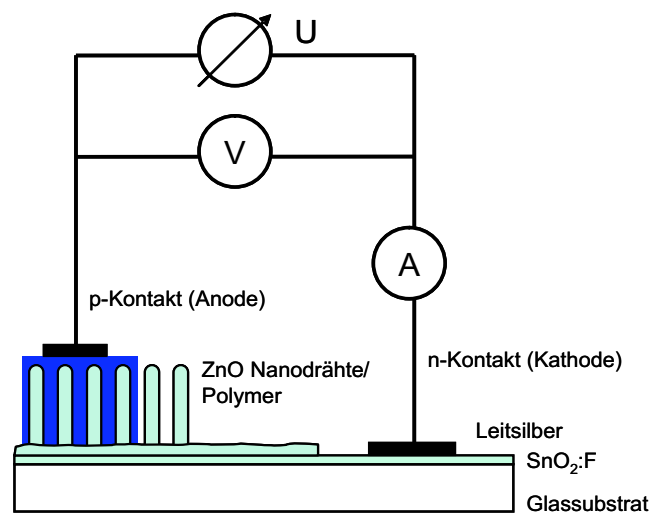 U
V
A
p-Kontakt (Anode)
n-Kontakt (Kathode)
ZnO Nanodrähte/
Polymer
Leitsilber
SnO₂:F
Glassubstrat